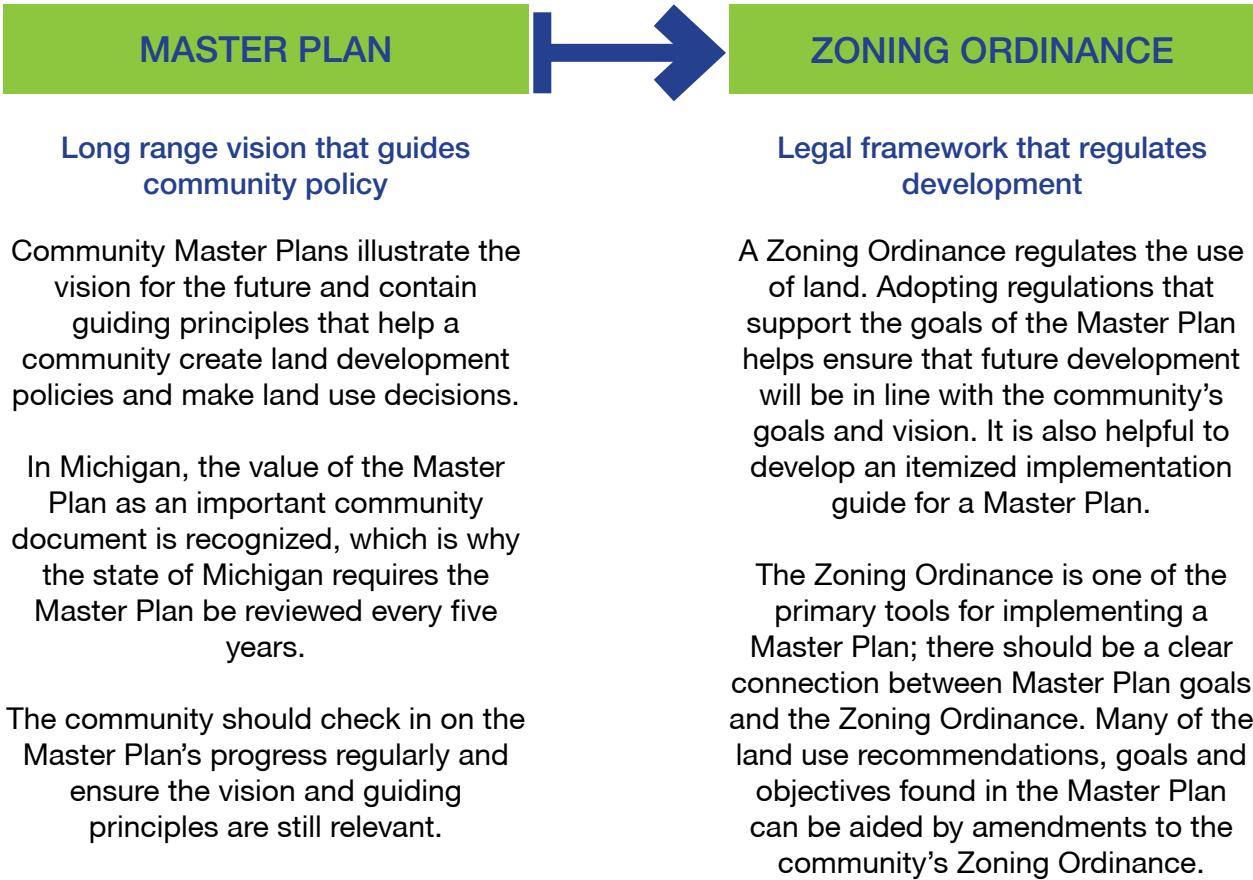 MASTER PLAN
Long range vision that guides
community policy
Community Master Plans illustrate the
vision for the future and contain
guiding principles that help a
community create land development
policies and make land use decisions.
In Michigan, the value of the Master
Plan as an important community
document is recognized, which is why
the state of Michigan requires the
Master Plan be reviewed every five
years.
The community should check in on the
Master Plan’s progress regularly and
ensure the vision and guiding
principles are still relevant.
ZONING ORDINANCE
Legal framework that regulates
development
A Zoning Ordinance regulates the use
of land. Adopting regulations that
support the goals of the Master Plan
helps ensure that future development
will be in line with the community’s
goals and vision. It is also helpful to
develop an itemized implementation
guide for a Master Plan.
The Zoning Ordinance is one of the
primary tools for implementing a
Master Plan; there should be a clear
connection between Master Plan goals
and the Zoning Ordinance. Many of the
land use recommendations, goals and
objectives found in the Master Plan
can be aided by amendments to the
community’s Zoning Ordinance.